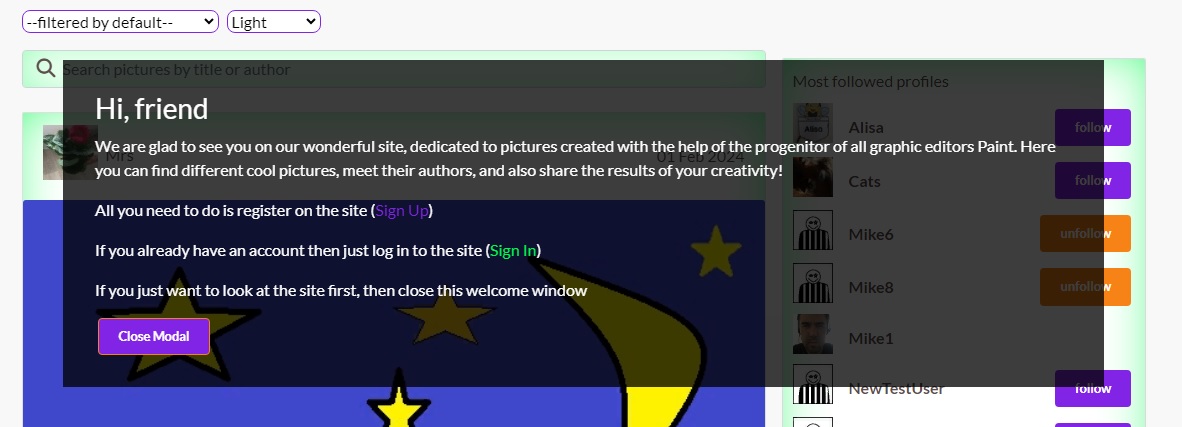 --filtered by default--
Light
Search pictures by title or author
Hi, friend
We are glad to see you on our wonderful site, dedicated to pictures created with the help of the progenitor of all graphic editors Paint. Here
you can find different cool pictures, meet their authors, and also share the results of your creativity!
All you need to do is register on the site (Sign Up)
If you already have an account then just log in to the site (Sign In)
If you just want to look at the site first, then close this welcome window
Close Modal
Mrs
01 Feb 2024
Most followed profiles
Alisa
Alisa
follow
Cats
follow
Mike6
unfollow
Mike8
unfollow
Mike1
NewTestUser
follow